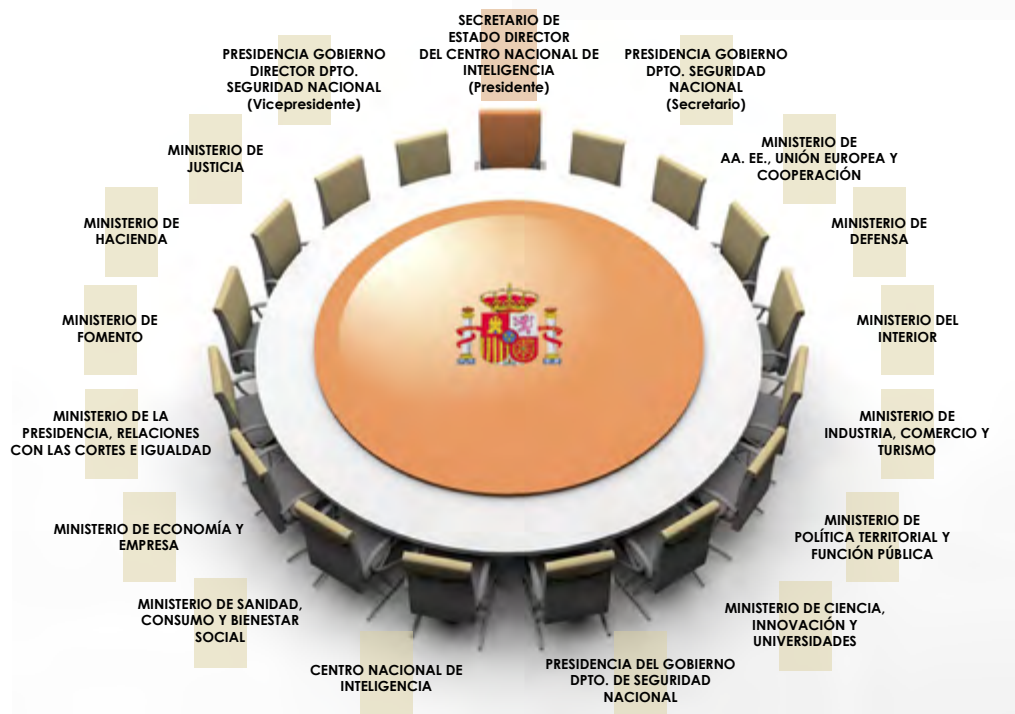 SECRETARIO DE
ESTADO DIRECTOR
DEL CENTRO NACIONAL DE
INTELIGENCIA
(Presidente)
PRESIDENCIA GOBIERNO
DIRECTOR DPTO.
SEGURIDAD NACIONAL
(Vicepresidente)
PRESIDENCIA GOBIERNO
DPTO. SEGURIDAD
NACIONAL
(Secretario)
MINISTERIO DE
JUSTICIA
MINISTERIO DE
AA. EE., UNIÓN EUROPEA Y
COOPERACIÓN
MINISTERIO DE
HACIENDA
MINISTERIO DE
DEFENSA
MINISTERIO DE
FOMENTO
MINISTERIO DEL
INTERIOR
MINISTERIO DE LA
PRESIDENCIA, RELACIONES
CON LAS CORTES E IGUALDAD
MINISTERIO DE
INDUSTRIA, COMERCIO Y
TURISMO
MINISTERIO DE ECONOMÍA Y
EMPRESA
MINISTERIO DE
POLÍTICA TERRITORIAL Y
FUNCIÓN PÚBLICA
MINISTERIO DE SANIDAD,
CONSUMO Y BIENESTAR
SOCIAL
MINISTERIO DE CIENCIA,
INNOVACIÓN Y
UNIVERSIDADES
CENTRO NACIONAL DE
INTELIGENCIA
PRESIDENCIA DEL GOBIERNO
DPTO. DE SEGURIDAD
NACIONAL